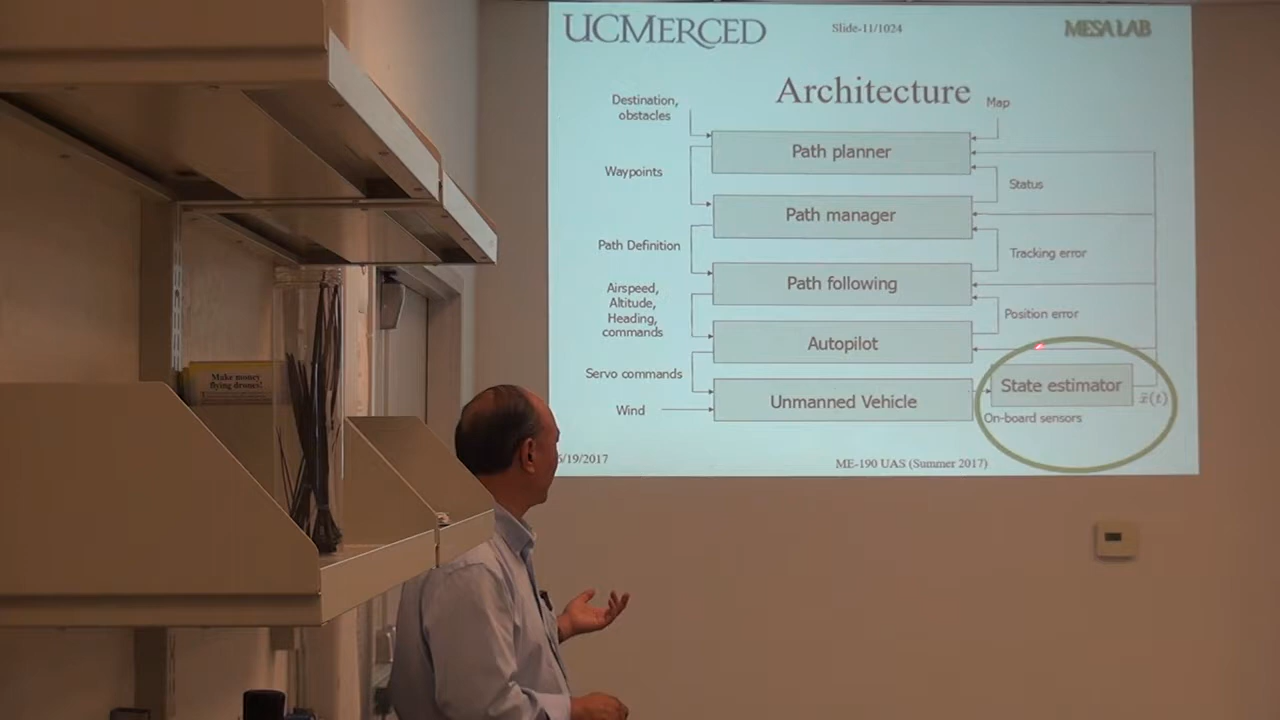 UCMERCED
Slide-11/1024
MESA LAB
Architecture
Destination,
obstacles
Map
Path planner
Waypoints
Status
Path manager
Path Definition
Tracking error
Path following
Airspeed,
Altitude,
Heading,
commands
Position error
Autopilot
Servo commands
State estimator
x̂(t)
Unmanned Vehicle
Wind
On-board sensors
6/19/2017
ME-190 UAS (Summer 2017)
Make money
flying drones!